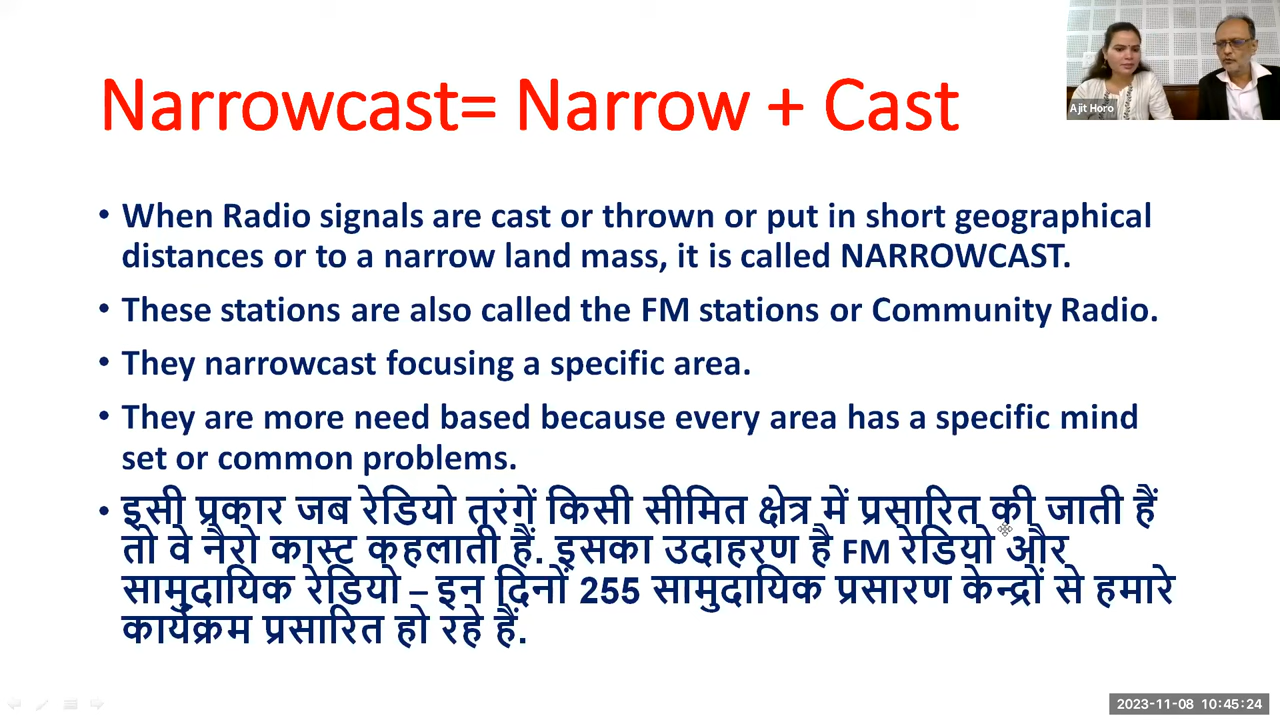 Narrowcast= Narrow + Cast
Ajit Horo
• When Radio signals are cast or thrown or put in short geographical
distances or to a narrow land mass, it is called NARROWCAST.
• These stations are also called the FM stations or Community Radio.
• They narrowcast focusing a specific area.
• They are more need based because every area has a specific mind
set or common problems.
• इसी प्रकार जब रेडियो तरंगें किसी सीमित क्षेत्र में प्रसारित की जाती हैं
तो वे नैरो कास्ट कहलाती हैं. इसका उदाहरण है FM रेडियो और
सामुदायिक रेडियो – इन दिनों 255 सामुदायिक प्रसारण केन्द्रों से हमारे
कार्यक्रम प्रसारित हो रहे हैं.
2023-11-08 10:45:24